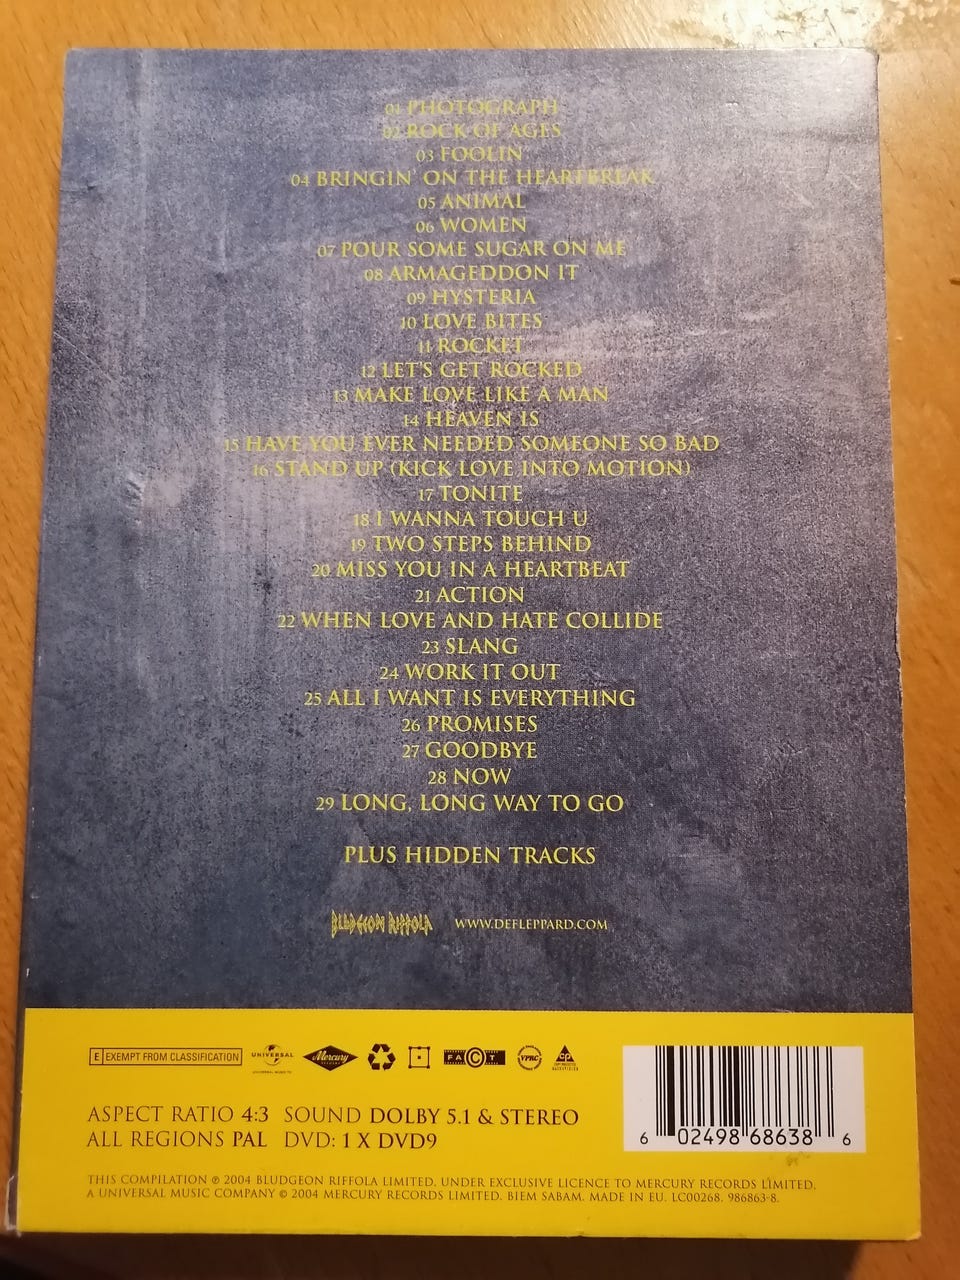 01 PHOTOGRAPH
02 ROCK OF AGES
03 FOOLIN
04 BRINGIN' ON THE HEARTBREAK
05 ANIMAL
06 WOMEN
07 POUR SOME SUGAR ON ME
08 ARMAGEDDON IT
09 HYSTERIA
10 LOVE BITES
11 ROCKET
12 LET'S GET ROCKED
13 MAKE LOVE LIKE A MAN
14 HEAVEN IS
15 HAVE YOU EVER NEEDED SOMEONE SO BAD
16 STAND UP (KICK LOVE INTO MOTION)
17 TONITE
18 I WANNA TOUCH U
19 TWO STEPS BEHIND
20 MISS YOU IN A HEARTBEAT
21 ACTION
22 WHEN LOVE AND HATE COLLIDE
23 SLANG
24 WORK IT OUT
25 ALL I WANT IS EVERYTHING
26 PROMISES
27 GOODBYE
28 NOW
29 LONG, LONG WAY TO GO
PLUS HIDDEN TRACKS
BLUDGEON RIFFOLA WWW.DEFLEPPARD.COM
E EXEMPT FROM CLASSIFICATION UNIVERSAL Mercury FACT VPRC CP
ASPECT RATIO 4:3 SOUND DOLBY 5.1 & STEREO
ALL REGIONS PAL DVD: 1 X DVD9
6 02498 68638 6
THIS COMPILATION ℗ 2004 BLUDGEON RIFFOLA LIMITED. UNDER EXCLUSIVE LICENCE TO MERCURY RECORDS LIMITED.
A UNIVERSAL MUSIC COMPANY © 2004 MERCURY RECORDS LIMITED. BIEM SABAM. MADE IN EU. LC00268. 986863-8.